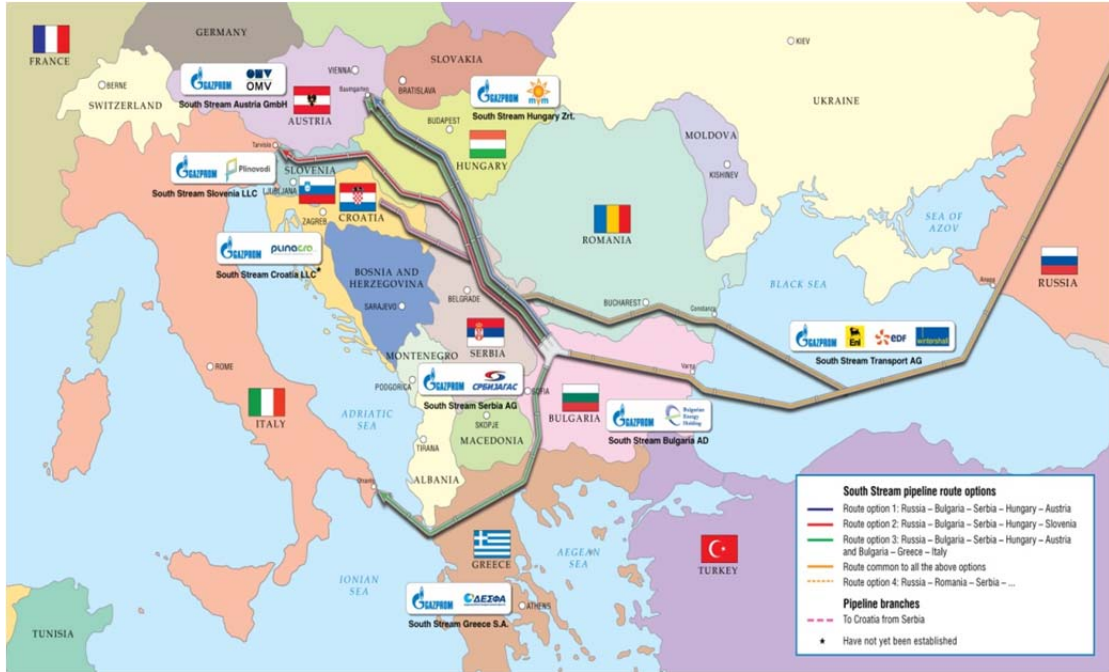 FRANCE
GERMANY
BERNE
SWITZERLAND
GAZPROM
OMV
OMV
South Stream Austria GmbH
VIENNA
Baumgarten
AUSTRIA
SLOVAKIA
BRATISLAVA
GAZPROM
South Stream Hungary Zrt.
BUDAPEST
HUNGARY
KIEV
UKRAINE
MOLDOVA
KISHINEV
Tarvisio
SLOVENIA
LJUBLJANA
GAZPROM
Plinovodi
South Stream Slovenia LLC
ZAGREB
CROATIA
GAZPROM
South Stream Croatia LLC*
BOSNIA AND
HERZEGOVINA
SARAJEVO
BELGRADE
SERBIA
ROMANIA
BUCHAREST
Constanca
SEA OF
AZOV
BLACK SEA
Anapa
RUSSIA
GAZPROM
Eni
eDF
wintershall
South Stream Transport AG
MONTENEGRO
PODGORICA
GAZPROM
СРБИЈАГАС
South Stream Serbia AG
SOFIA
BULGARIA
Varna
GAZPROM
Bulgarian
Energy
Holding
South Stream Bulgaria AD
ROME
ITALY
ADRIATIC
SEA
SKOPJE
MACEDONIA
TIRANA
ALBANIA
Otranto
GREECE
AEGEAN
SEA
IONIAN
SEA
TURKEY
TUNISIA
GAZPROM
ΔΕΣΦΑ
South Stream Greece S.A.
ATHENS
South Stream pipeline route options
Route option 1: Russia – Bulgaria – Serbia – Hungary – Austria
Route option 2: Russia – Bulgaria – Serbia – Hungary – Slovenia
Route option 3: Russia – Bulgaria – Serbia – Hungary – Austria
and Bulgaria – Greece – Italy
Route common to all the above options
Route option 4: Russia – Romania – Serbia – ...
Pipeline branches
To Croatia from Serbia
* Have not yet been established